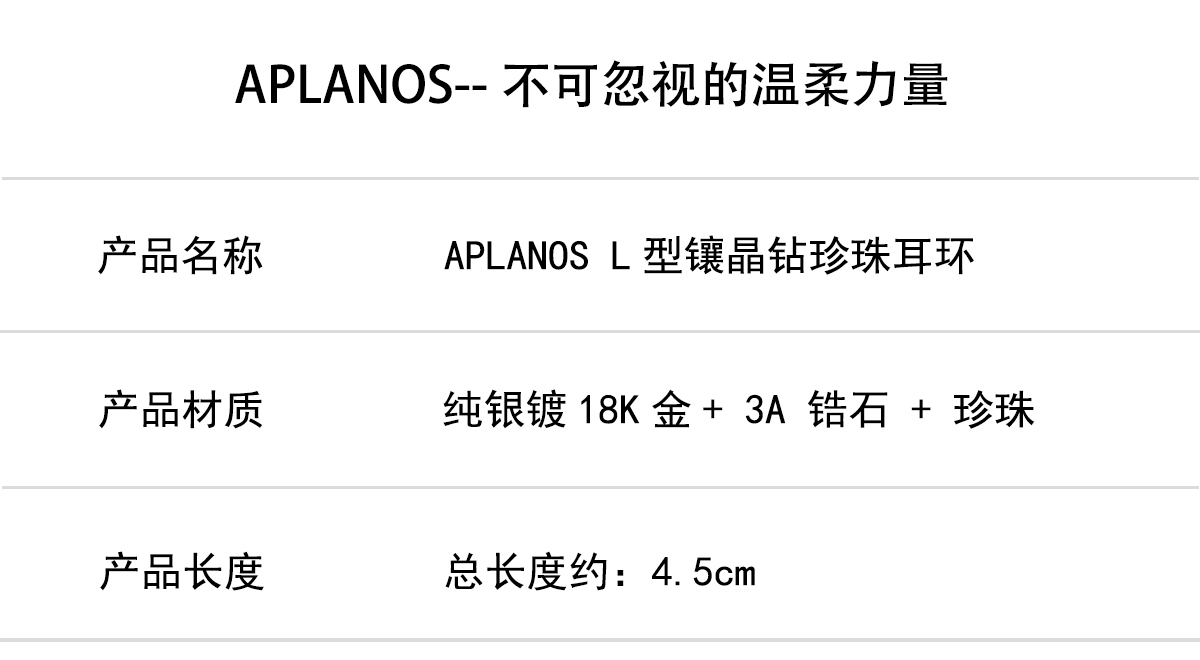 APLANOS-- 不可忽视的温柔力量
产品名称 APLANOS L 型镶晶钻珍珠耳环
产品材质 纯银镀 18K 金 + 3A 锆石 + 珍珠
产品长度 总长度约：4.5cm